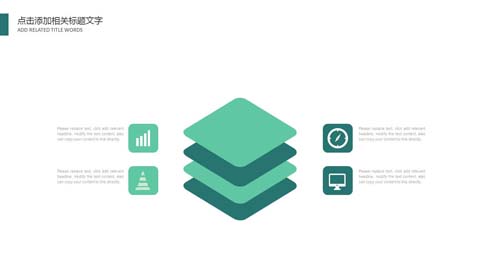 点击添加相关标题文字
ADD RELATED TITLE WORDS
Please replace text, click add relevant
headline, modify the text content, also
can copy your content to this directly.
Please replace text, click add relevant
headline, modify the text content, also
can copy your content to this directly.
Please replace text, click add relevant
headline, modify the text content, also
can copy your content to this directly.
Please replace text, click add relevant
headline, modify the text content, also
can copy your content to this directly.